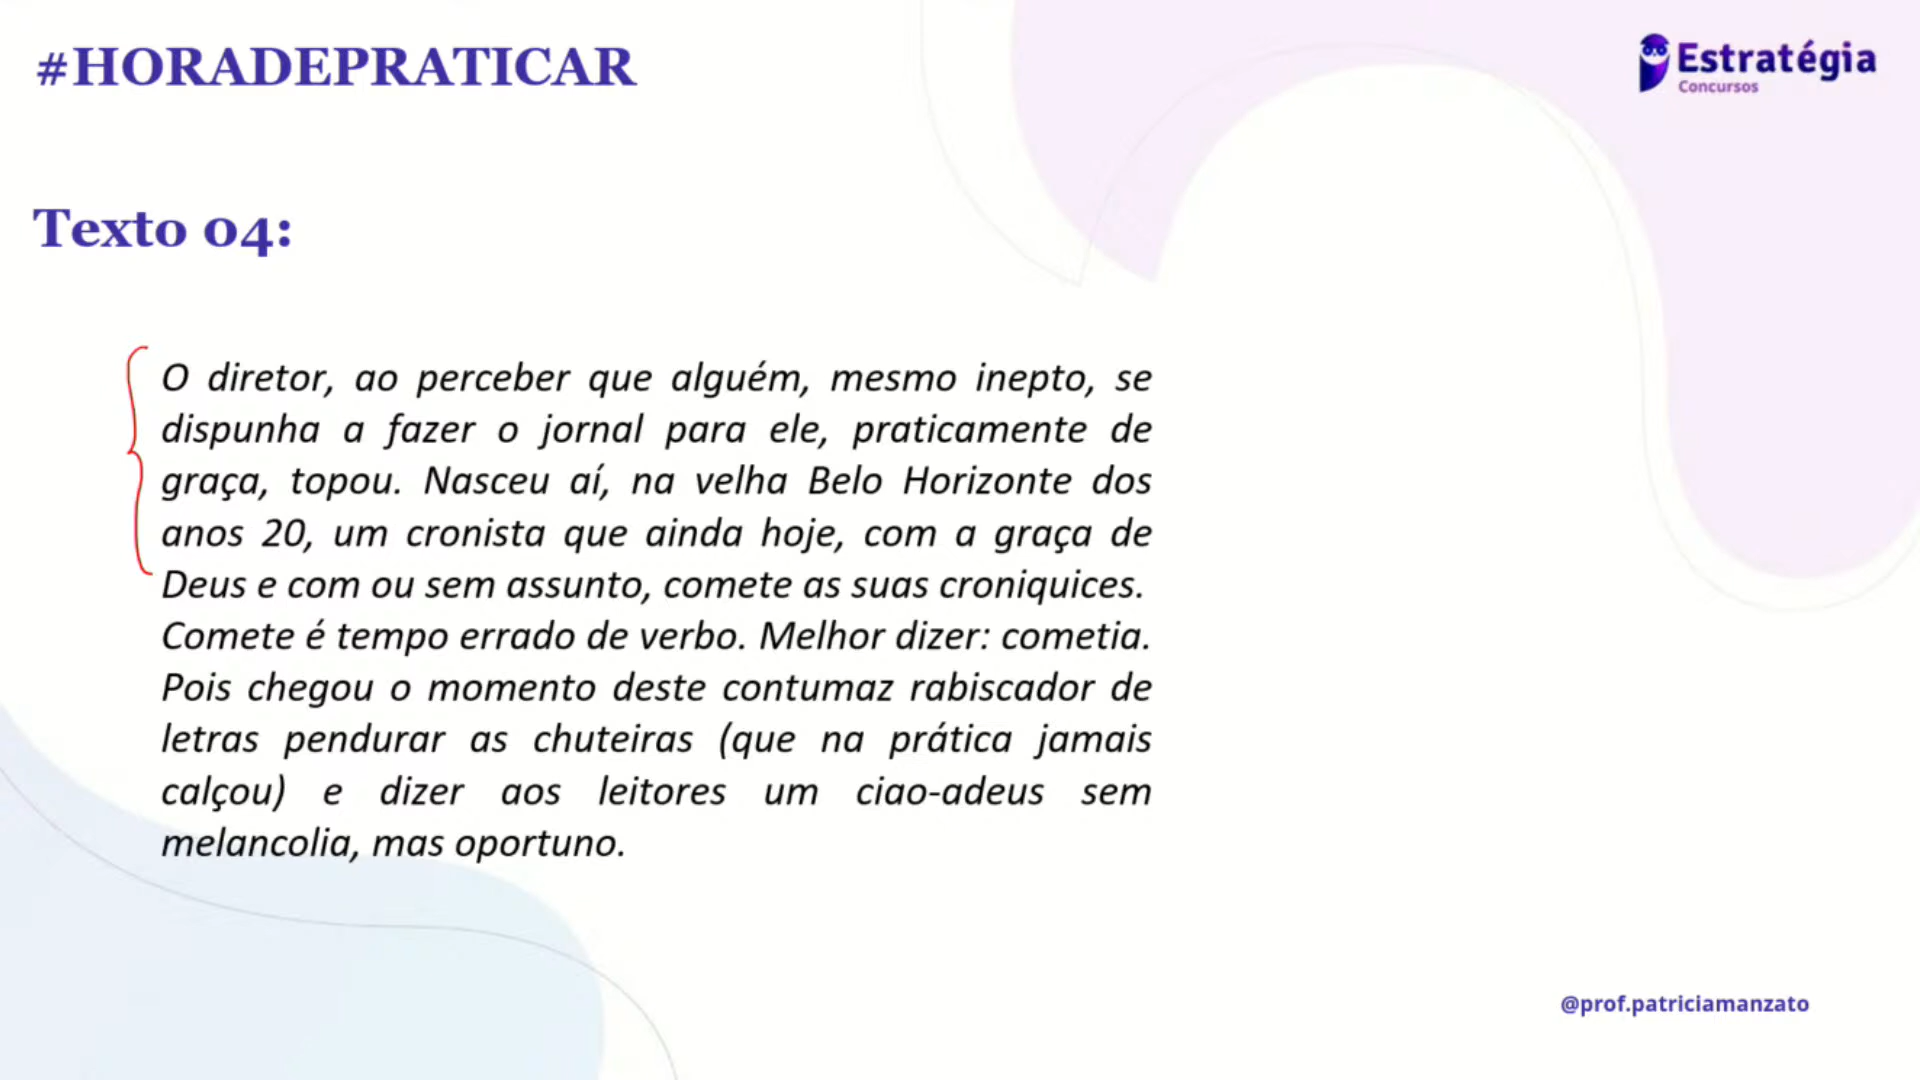 #HORADEPRATICAR
Estratégia
Concursos
Texto 04:
O diretor, ao perceber que alguém, mesmo inepto, se
dispunha a fazer o jornal para ele, praticamente de
graça, topou. Nasceu aí, na velha Belo Horizonte dos
anos 20, um cronista que ainda hoje, com a graça de
Deus e com ou sem assunto, comete as suas croniquices.
Comete é tempo errado de verbo. Melhor dizer: cometia.
Pois chegou o momento deste contumaz rabiscador de
letras pendurar as chuteiras (que na prática jamais
calçou) e dizer aos leitores um ciao-adeus sem
melancolia, mas oportuno.
@prof.patriciamanzato